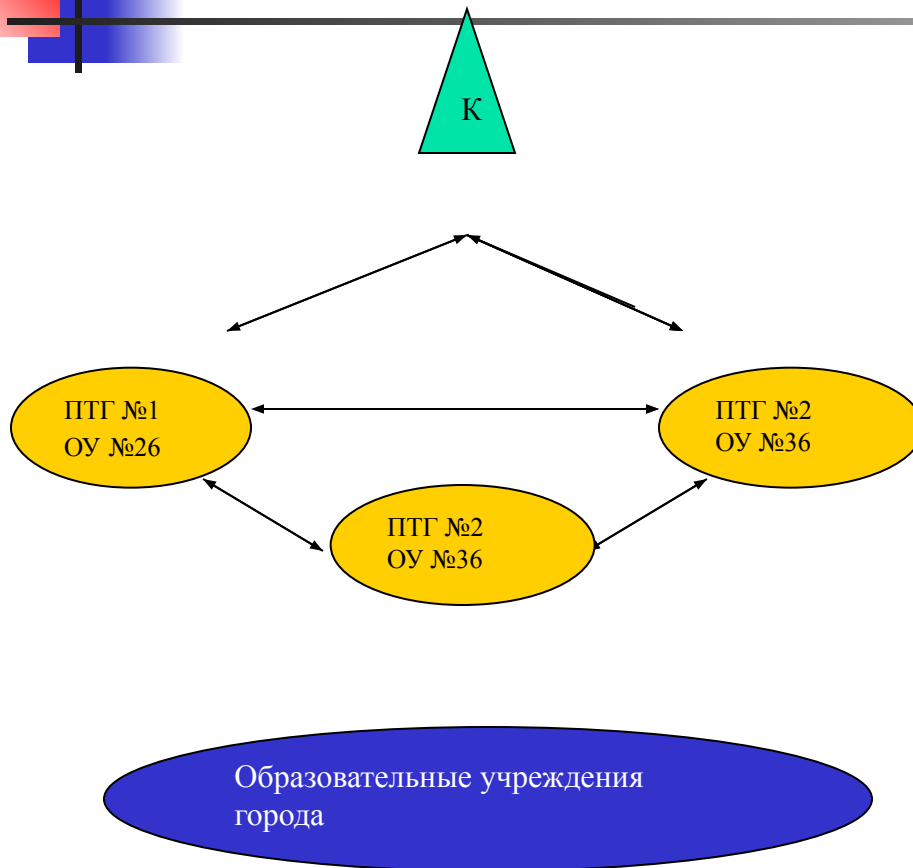 К
ПТГ №1
ОУ №26
ПТГ №2
ОУ №36
ПТГ №2
ОУ №36
Образовательные учреждения
города